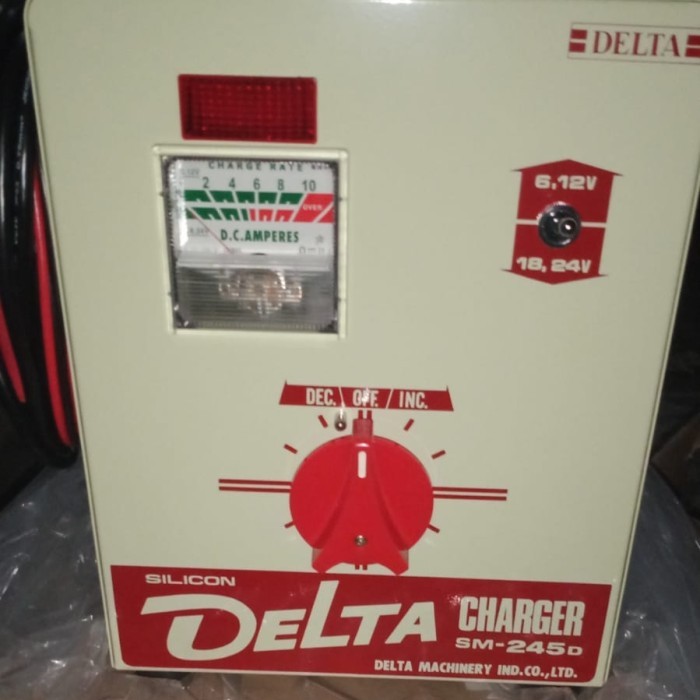 DELTA
CHARGE RATE
2 4 6 8 10
OVER
D.C.AMPERES
6,12V
18,24V
DEC. OFF. INC.
SILICON
DELTA CHARGER
SM-245D
DELTA MACHINERY IND.CO.,LTD.